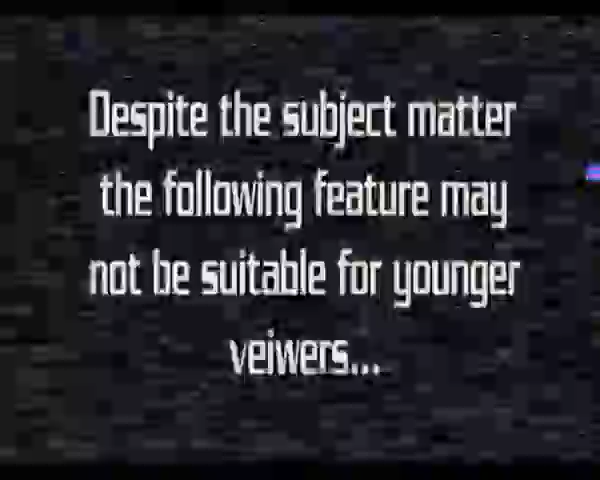 Despite the subject matter
the following feature may
not be suitable for younger
veiwers...